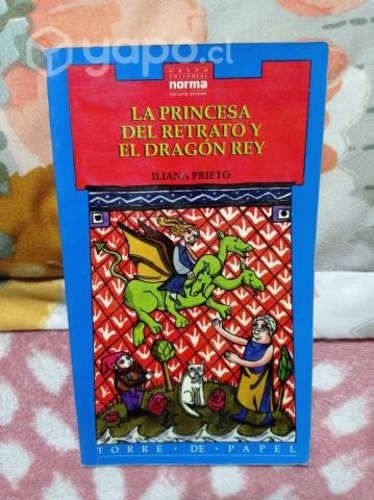 yapo.cl
GRUPO
EDITORIAL
norma
LA PRINCESA
DEL RETRATO Y
EL DRAGÓN REY
ILIANA PRIETO
TORRE · DE · PAPEL